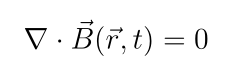 ∇ · B⃗(r⃗, t) = 0